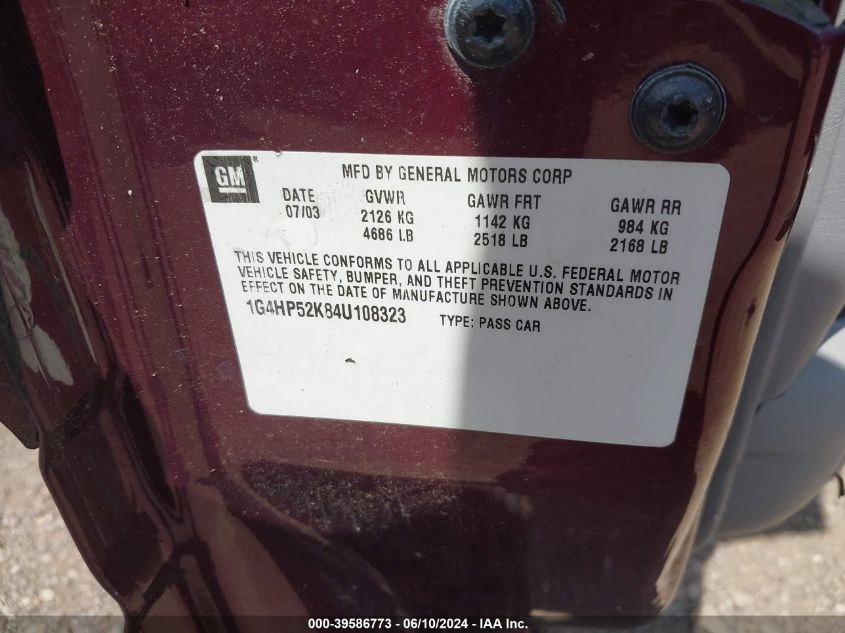 GM®
MFD BY GENERAL MOTORS CORP
DATE GVWR GAWR FRT GAWR RR
07/03 2126 KG 1142 KG 984 KG
4686 LB 2518 LB 2168 LB
THIS VEHICLE CONFORMS TO ALL APPLICABLE U.S. FEDERAL MOTOR
VEHICLE SAFETY, BUMPER, AND THEFT PREVENTION STANDARDS IN
EFFECT ON THE DATE OF MANUFACTURE SHOWN ABOVE.
1G4HP52K84U108323 TYPE: PASS CAR
000-39586773 - 06/10/2024 - IAA Inc.